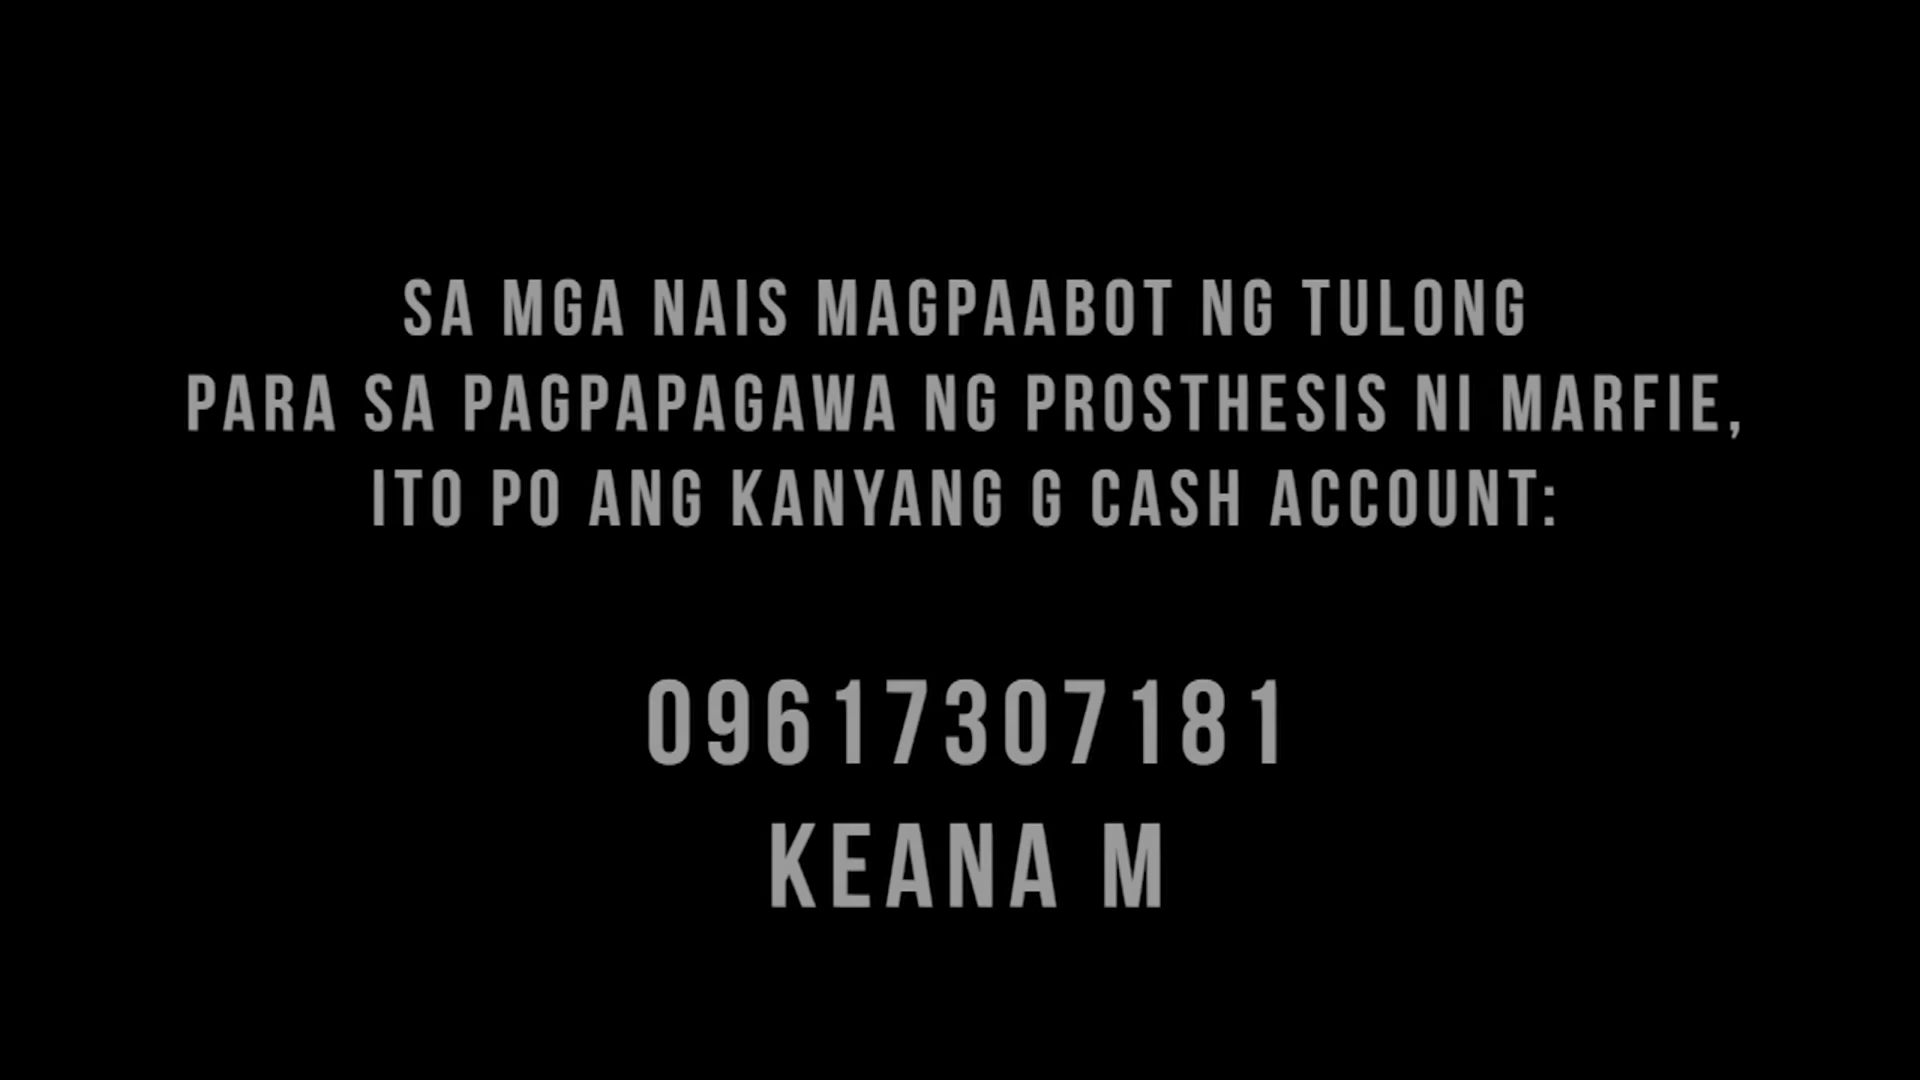 SA MGA NAIS MAGPAABOT NG TULONG
PARA SA PAGPAPAGAWA NG PROSTHESIS NI MARFIE,
ITO PO ANG KANYANG G CASH ACCOUNT:
09617307181
KEANA M